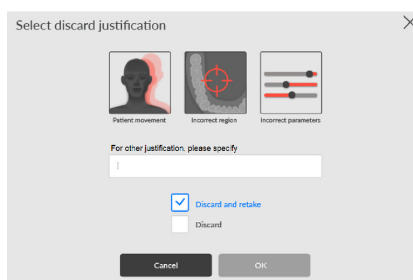 Select discard justification
Patient movement Incorrect region Incorrect parameters
For other justification, please specify
Discard and retake
Discard
Cancel OK